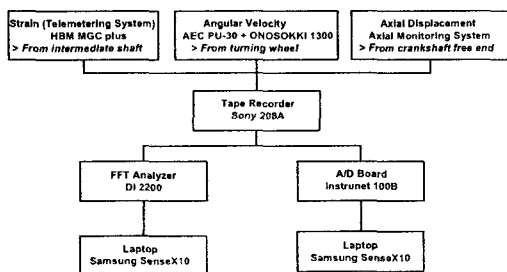 Strain (Telemetering System)
HBM MGC plus
> From intermediate shaft
Angular Velocity
AEC PU-30 + ONOSOKKI 1300
> From turning wheel
Axial Displacement
Axial Monitoring System
> From crankshaft free end
Tape Recorder
Sony 208A
FFT Analyzer
DI 2200
A/D Board
Instrunet 100B
Laptop
Samsung SenseX10
Laptop
Samsung SenseX10